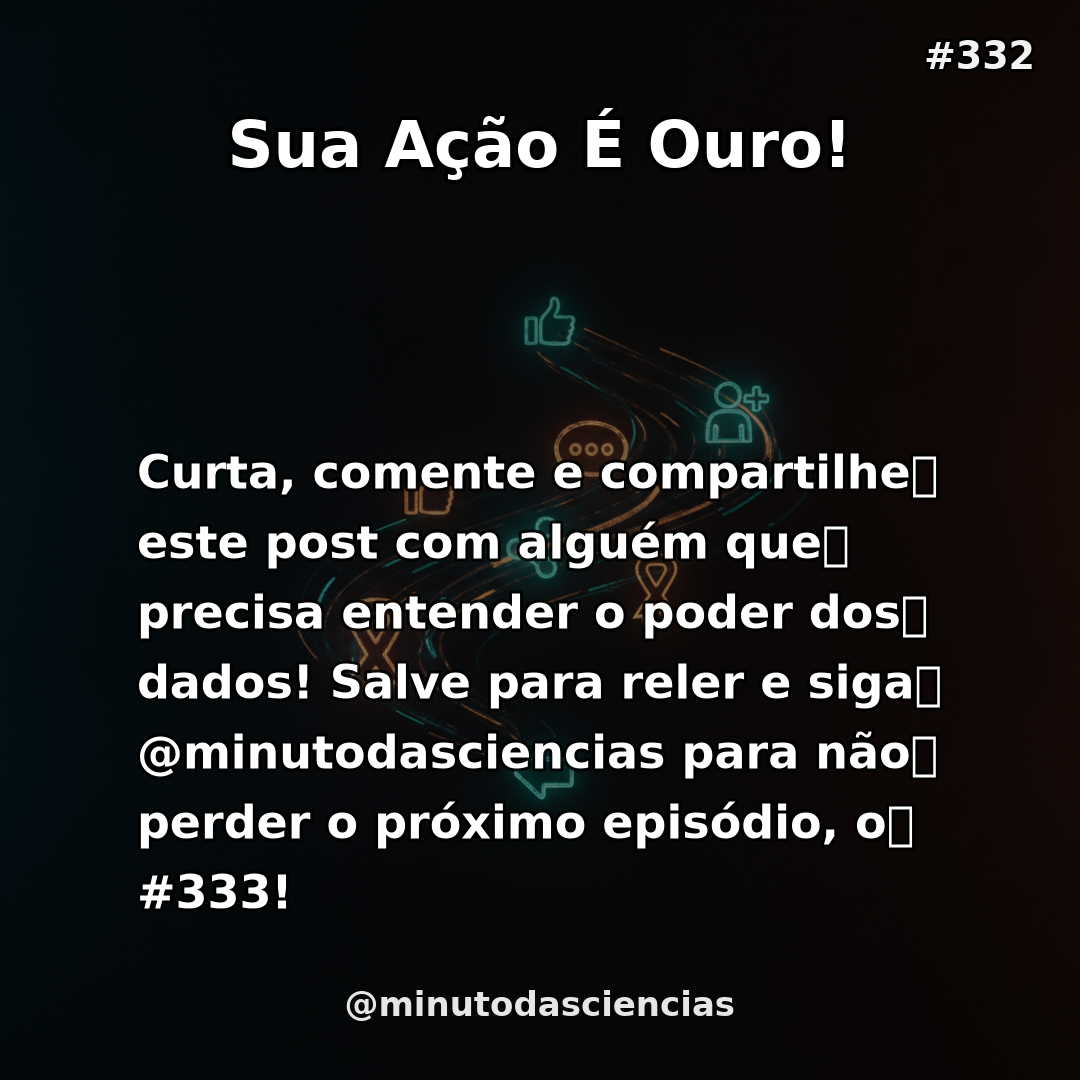 #332
Sua Ação É Ouro!
Curta, comente e compartilhe▯
este post com alguém que▯
precisa entender o poder dos▯
dados! Salve para reler e siga▯
@minutodasciencias para não▯
perder o próximo episódio, o▯
#333!
@minutodasciencias